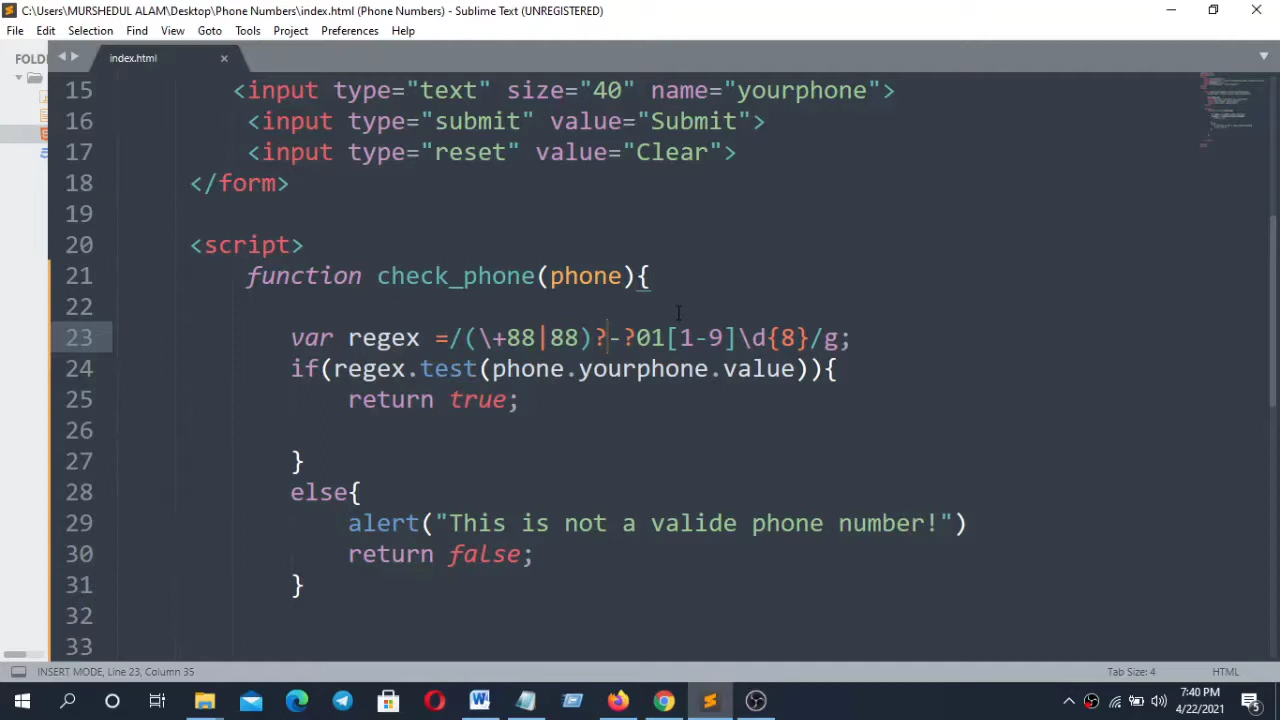 C:\Users\MURSHEDUL ALAM\Desktop\Phone Numbers\index.html (Phone Numbers) - Sublime Text (UNREGISTERED)
File Edit Selection Find View Goto Tools Project Preferences Help
FOLD
index.html
15 <input type="text" size="40" name="yourphone">
16 <input type="submit" value="Submit">
17 <input type="reset" value="Clear">
18 </form>
19
20 <script>
21 function check_phone(phone){
22
23 var regex =/(\+88|88)?-?01[1-9]\d{8}/g;
24 if(regex.test(phone.yourphone.value)){
25 return true;
26
27 }
28 else{
29 alert("This is not a valide phone number!")
30 return false;
31 }
32
33
INSERT MODE, Line 23, Column 35 Tab Size: 4 HTML
7:40 PM
4/22/2021
5